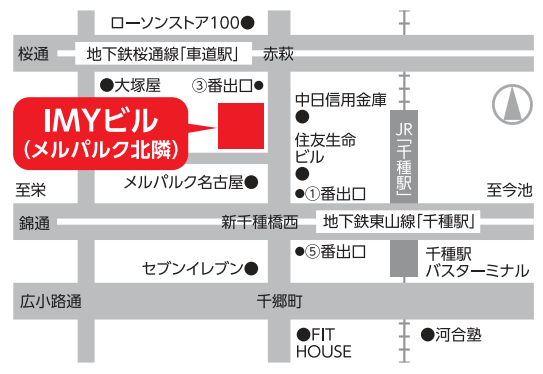 ローソンストア100●
桜通
地下鉄桜通線「車道駅」
赤萩
●大塚屋
③番出口●
中日信用金庫
IMYビル
(メルパルク北隣)
住友生命
ビル
JR「千種駅」
メルパルク名古屋●
●①番出口
至栄
至今池
錦通
新千種橋西
地下鉄東山線「千種駅」
●⑤番出口
千種駅
バスターミナル
セブンイレブン●
広小路通
千郷町
●FIT
HOUSE
●河合塾